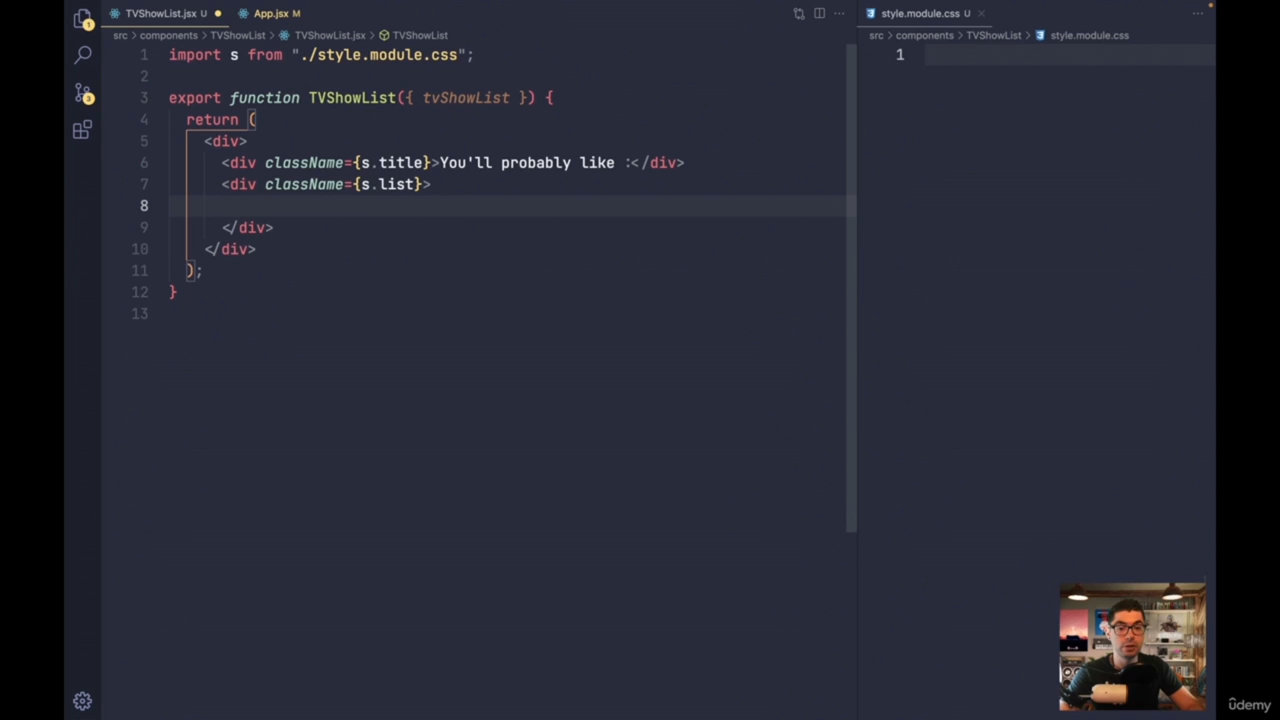 TVShowList.jsx U
App.jsx M
style.module.css U
src > components > TVShowList > TVShowList.jsx > TVShowList
src > components > TVShowList > style.module.css
1 import s from "./style.module.css";
2
3 export function TVShowList({ tvShowList }) {
4 return (
5 <div>
6 <div className={s.title}>You'll probably like :</div>
7 <div className={s.list}>
8
9 </div>
10 </div>
11 );
12 }
13
1
1
3
udemy